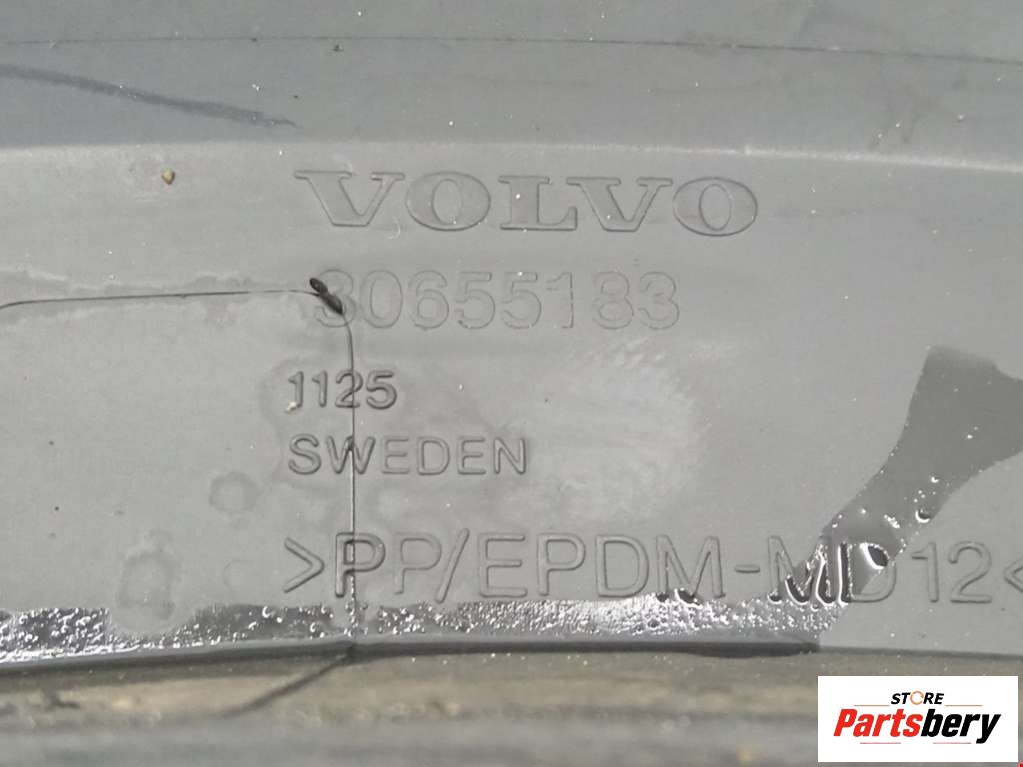 VOLVO
30655183
1125
SWEDEN
>PP/EPDM-MD12<
STORE
Partsbery